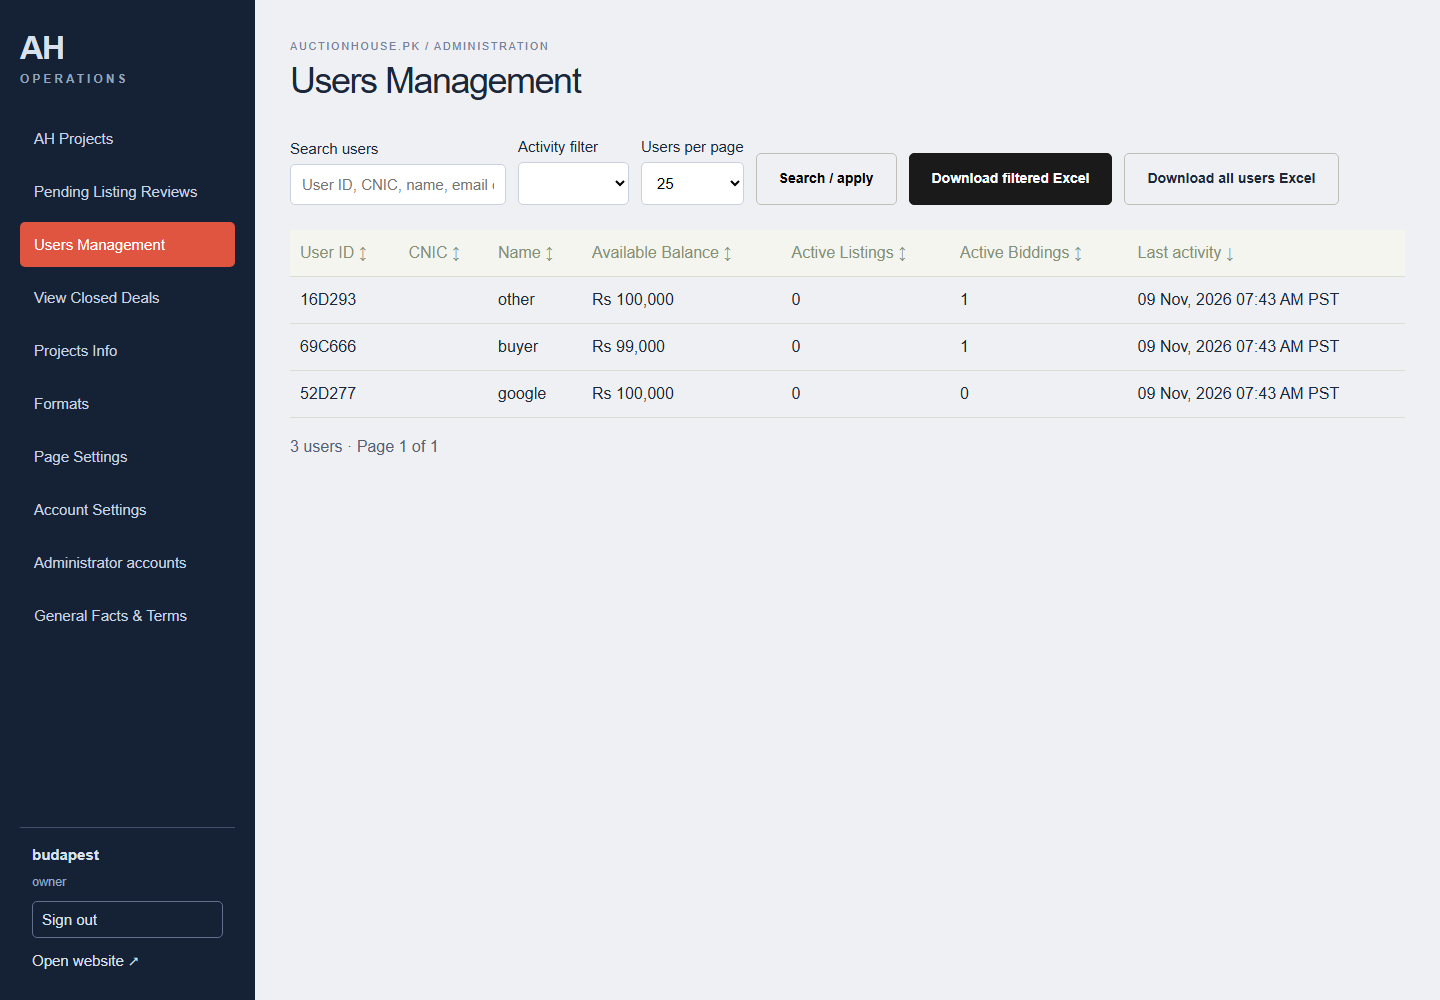 AH
OPERATIONS
AH Projects
Pending Listing Reviews
Users Management
View Closed Deals
Projects Info
Formats
Page Settings
Account Settings
Administrator accounts
General Facts & Terms
budapest
owner
Sign out
Open website ↗
AUCTIONHOUSE.PK / ADMINISTRATION
Users Management
Search users
Activity filter
Users per page
User ID, CNIC, name, email
25
Search / apply
Download filtered Excel
Download all users Excel
User ID ↕ CNIC ↕ Name ↕ Available Balance ↕ Active Listings ↕ Active Biddings ↕ Last activity ↓
16D293 other Rs 100,000 0 1 09 Nov, 2026 07:43 AM PST
69C666 buyer Rs 99,000 0 1 09 Nov, 2026 07:43 AM PST
52D277 google Rs 100,000 0 0 09 Nov, 2026 07:43 AM PST
3 users · Page 1 of 1